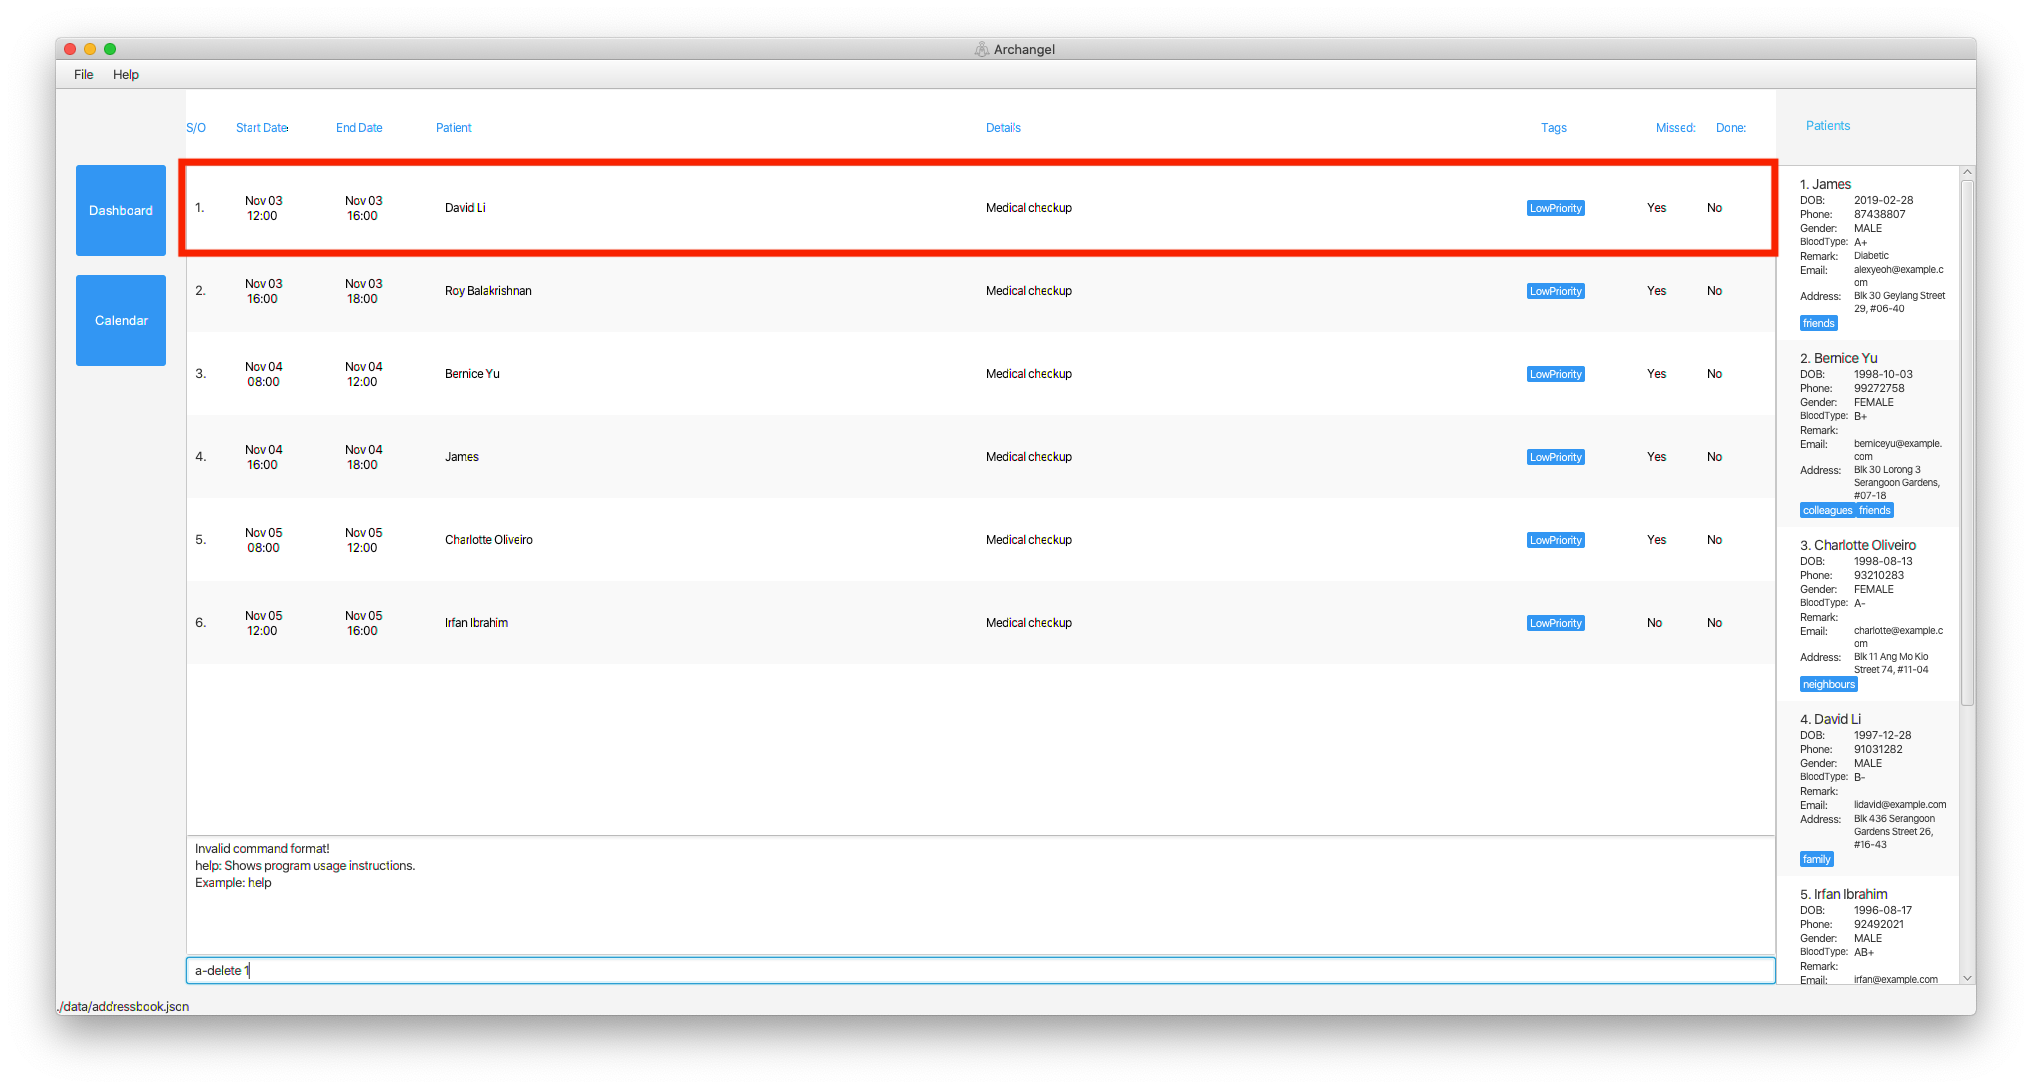 Archangel
File Help
S/O Start Date: End Date Patient Details Tags Missed: Done:
Dashboard
Calendar
1. Nov 03 12:00 Nov 03 16:00 David Li Medical checkup LowPriority Yes No
2. Nov 03 16:00 Nov 03 18:00 Roy Balakrishnan Medical checkup LowPriority Yes No
3. Nov 04 08:00 Nov 04 12:00 Bernice Yu Medical checkup LowPriority Yes No
4. Nov 04 16:00 Nov 04 18:00 James Medical checkup LowPriority Yes No
5. Nov 05 08:00 Nov 05 12:00 Charlotte Oliveiro Medical checkup LowPriority Yes No
6. Nov 05 12:00 Nov 05 16:00 Irfan Ibrahim Medical checkup LowPriority No No
Invalid command format!
help: Shows program usage instructions.
Example: help
a-delete 1
./data/addressbook.json
Patients
1. James
DOB: 2019-02-28
Phone: 87438807
Gender: MALE
BloodType: A+
Remark: Diabetic
Email: alexyeoh@example.c
om
Address: Blk 30 Geylang Street
29, #06-40
friends
2. Bernice Yu
DOB: 1998-10-03
Phone: 99272758
Gender: FEMALE
BloodType: B+
Remark:
Email: berniceyu@example.
com
Address: Blk 30 Lorong 3
Serangoon Gardens,
#07-18
colleagues friends
3. Charlotte Oliveiro
DOB: 1998-08-13
Phone: 93210283
Gender: FEMALE
BloodType: A-
Remark:
Email: charlotte@example.c
om
Address: Blk 11 Ang Mo Kio
Street 74, #11-04
neighbours
4. David Li
DOB: 1997-12-28
Phone: 91031282
Gender: MALE
BloodType: B-
Remark:
Email: lidavid@example.com
Address: Blk 436 Serangoon
Gardens Street 26,
#16-43
family
5. Irfan Ibrahim
DOB: 1996-08-17
Phone: 92492021
Gender: MALE
BloodType: AB+
Remark:
Email: irfan@example.com